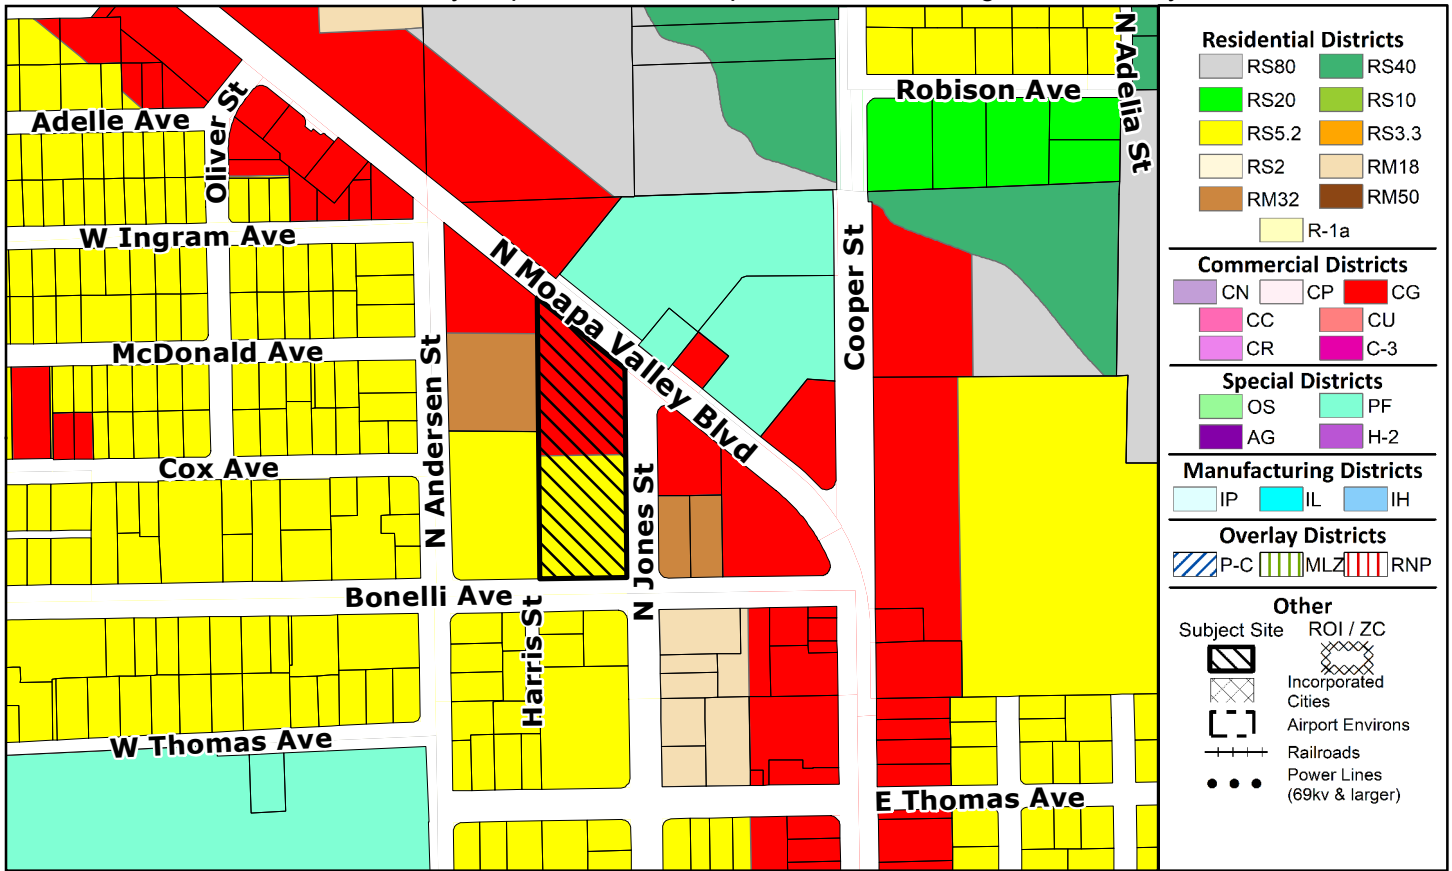 N Adelia St
Robison Ave
Adelle Ave
Oliver St
W Ingram Ave
N Moapa Valley Blvd
Cooper St
McDonald Ave
N Andersen St
Cox Ave
N Jones St
Bonelli Ave
Harris St
W Thomas Ave
E Thomas Ave
Residential Districts
RS80 RS40
RS20 RS10
RS5.2 RS3.3
RS2 RM18
RM32 RM50
R-1a
Commercial Districts
CN CP CG
CC CU
CR C-3
Special Districts
OS PF
AG H-2
Manufacturing Districts
IP IL IH
Overlay Districts
P-C MLZ RNP
Other
Subject Site ROI / ZC
Incorporated
Cities
Airport Environs
Railroads
Power Lines
(69kv & larger)